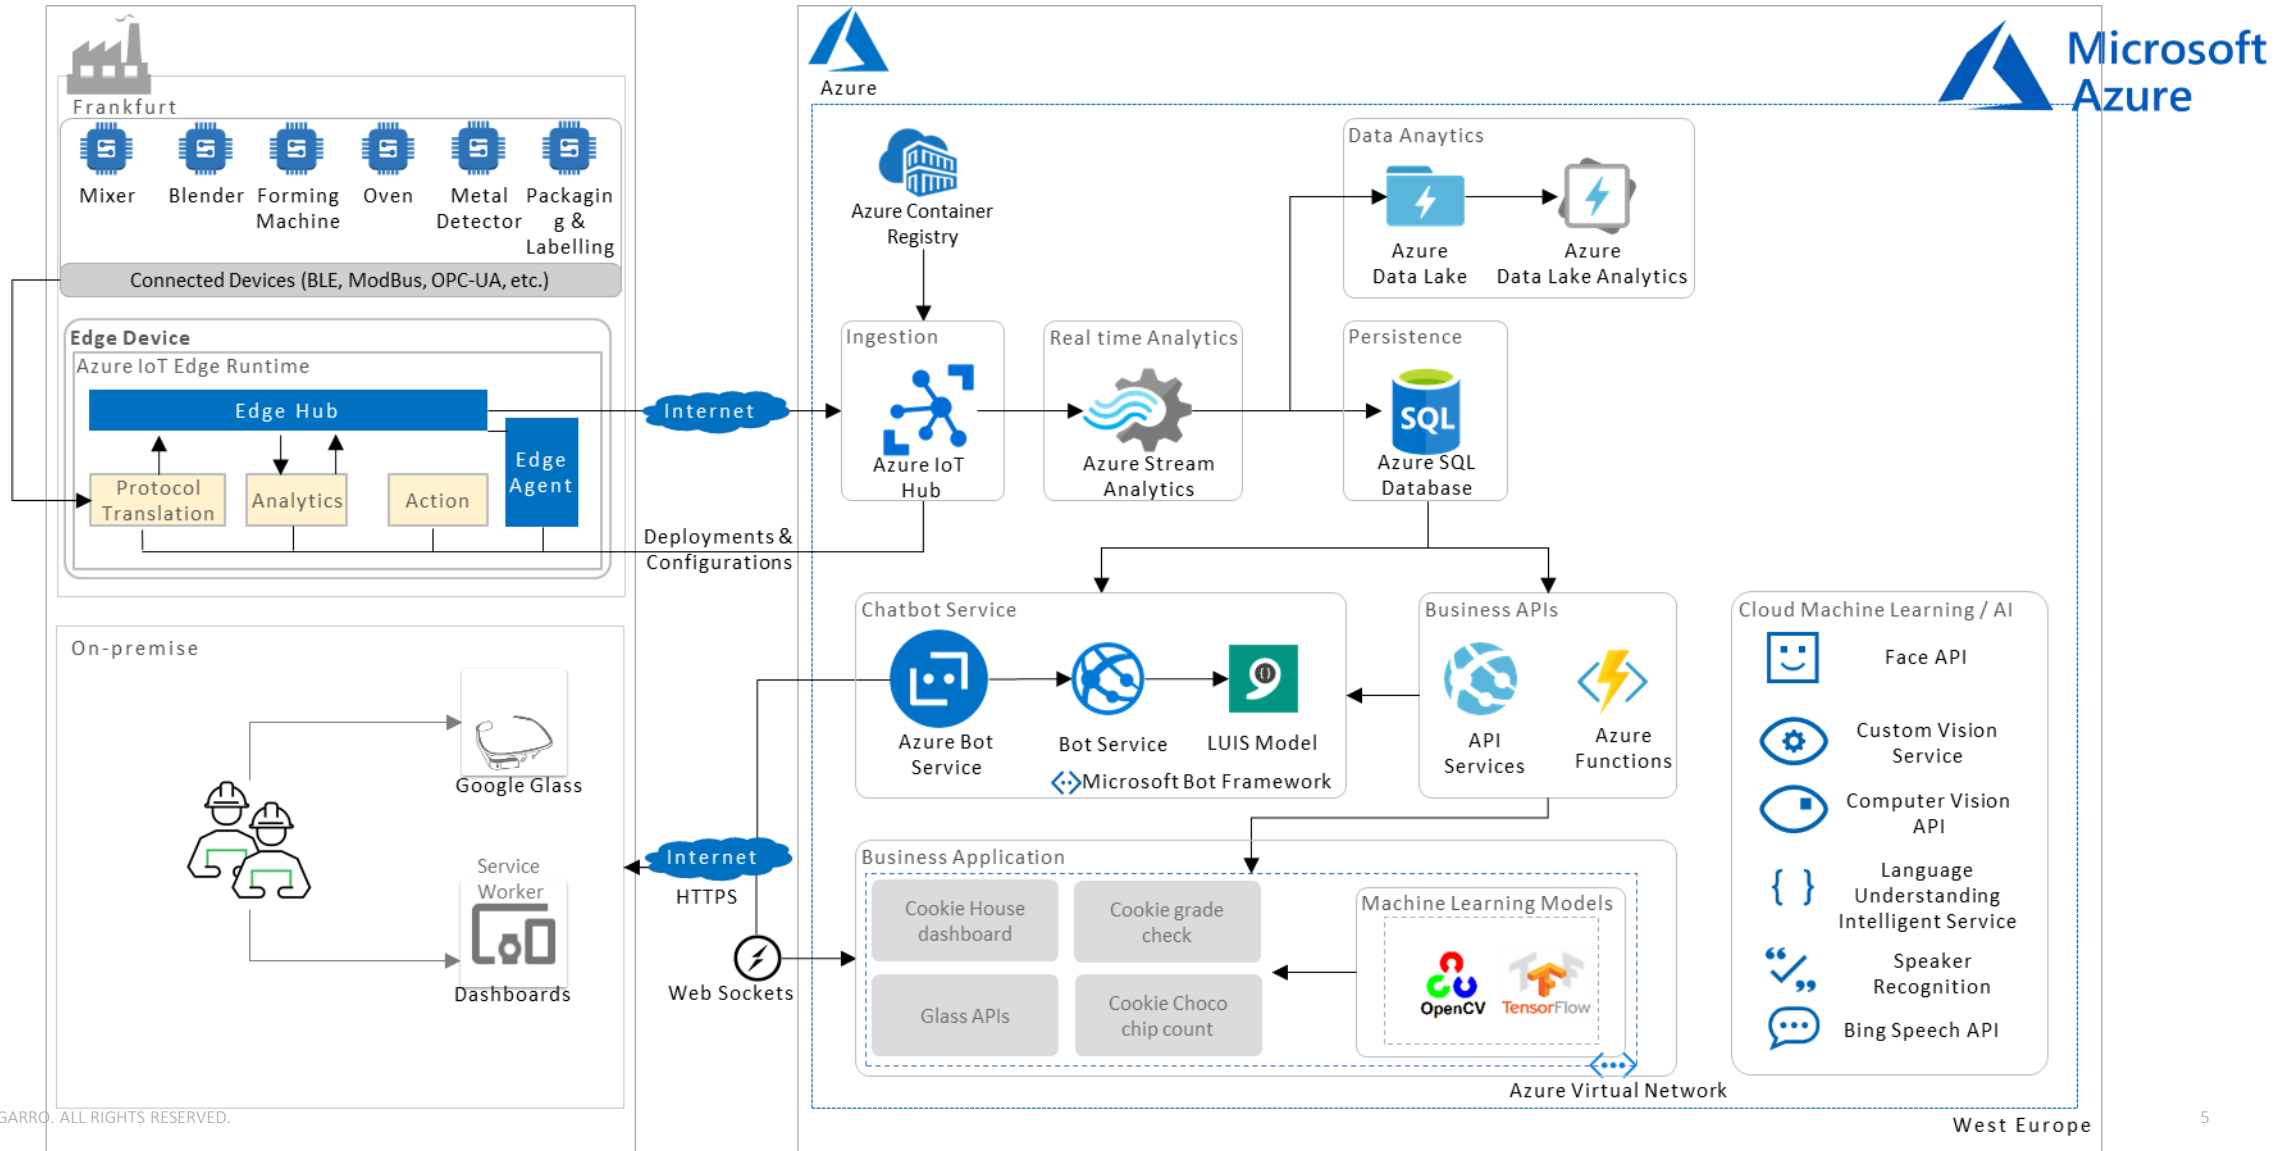 Frankfurt
Mixer
Blender
Forming
Machine
Oven
Metal
Detector
Packagin
g &
Labelling
Connected Devices (BLE, ModBus, OPC-UA, etc.)
Edge Device
Azure IoT Edge Runtime
Edge Hub
Edge
Agent
Protocol
Translation
Analytics
Action
Internet
Deployments &
Configurations
On-premise
Google Glass
Service
Worker
Dashboards
Internet
HTTPS
Web Sockets
Azure
Microsoft
Azure
Azure Container
Registry
Data Anaytics
Azure
Data Lake
Azure
Data Lake Analytics
Ingestion
Azure IoT
Hub
Real time Analytics
Azure Stream
Analytics
Persistence
SQL
Azure SQL
Database
Chatbot Service
Azure Bot
Service
Bot Service
LUIS Model
Microsoft Bot Framework
Business APIs
API
Services
Azure
Functions
Cloud Machine Learning / AI
Face API
Custom Vision
Service
Computer Vision
API
Language
Understanding
Intelligent Service
Speaker
Recognition
Bing Speech API
Business Application
Cookie House
dashboard
Cookie grade
check
Glass APIs
Cookie Choco
chip count
Machine Learning Models
OpenCV
TensorFlow
Azure Virtual Network
West Europe
GARRO. ALL RIGHTS RESERVED.
5